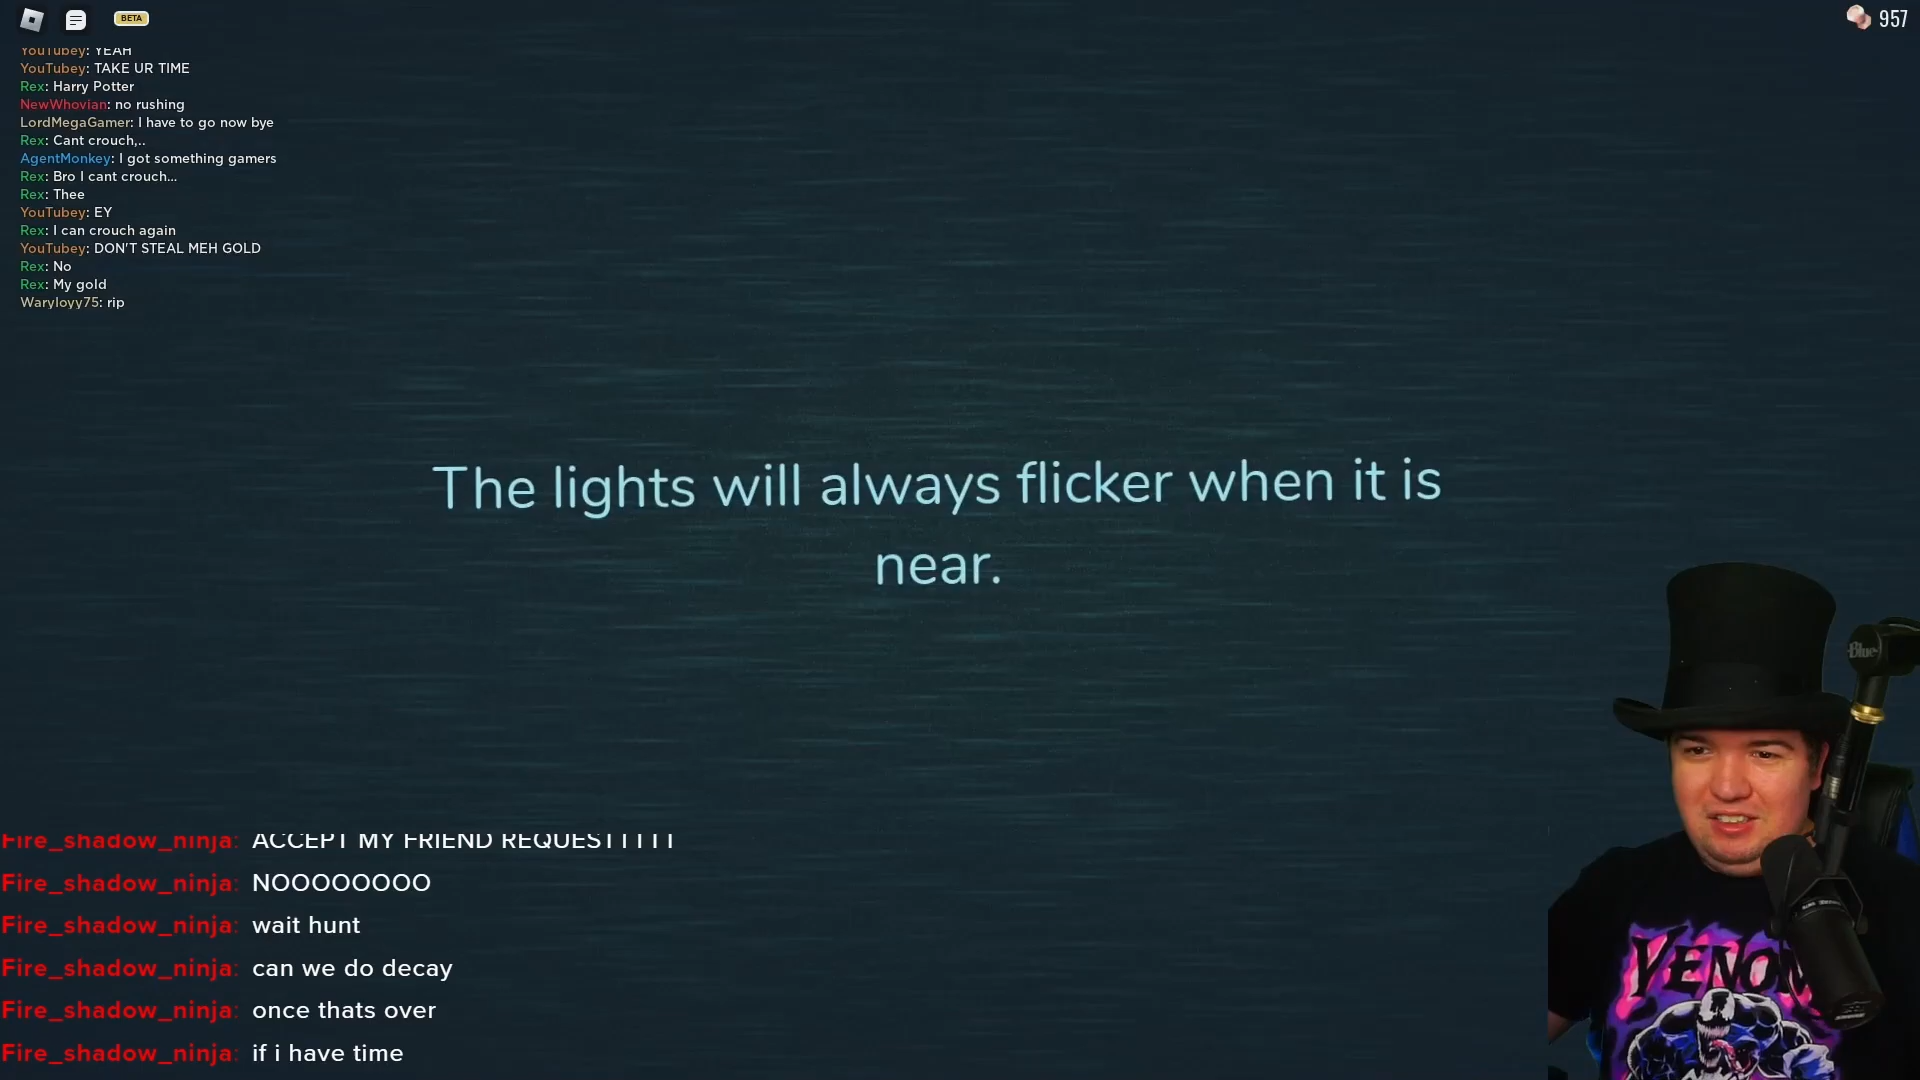 BETA
957
YouTubey: YEAH
YouTubey: TAKE UR TIME
Rex: Harry Potter
NewWhovian: no rushing
LordMegaGamer: I have to go now bye
Rex: Cant crouch,..
AgentMonkey: I got something gamers
Rex: Bro I cant crouch...
Rex: Thee
YouTubey: EY
Rex: I can crouch again
YouTubey: DON'T STEAL MEH GOLD
Rex: No
Rex: My gold
Waryloyy75: rip
The lights will always flicker when it is
near.
Blue
Fire_shadow_ninja: ACCEPT MY FRIEND REQUESTTTTT
Fire_shadow_ninja: NOOOOOOOO
Fire_shadow_ninja: wait hunt
Fire_shadow_ninja: can we do decay
Fire_shadow_ninja: once thats over
Fire_shadow_ninja: if i have time